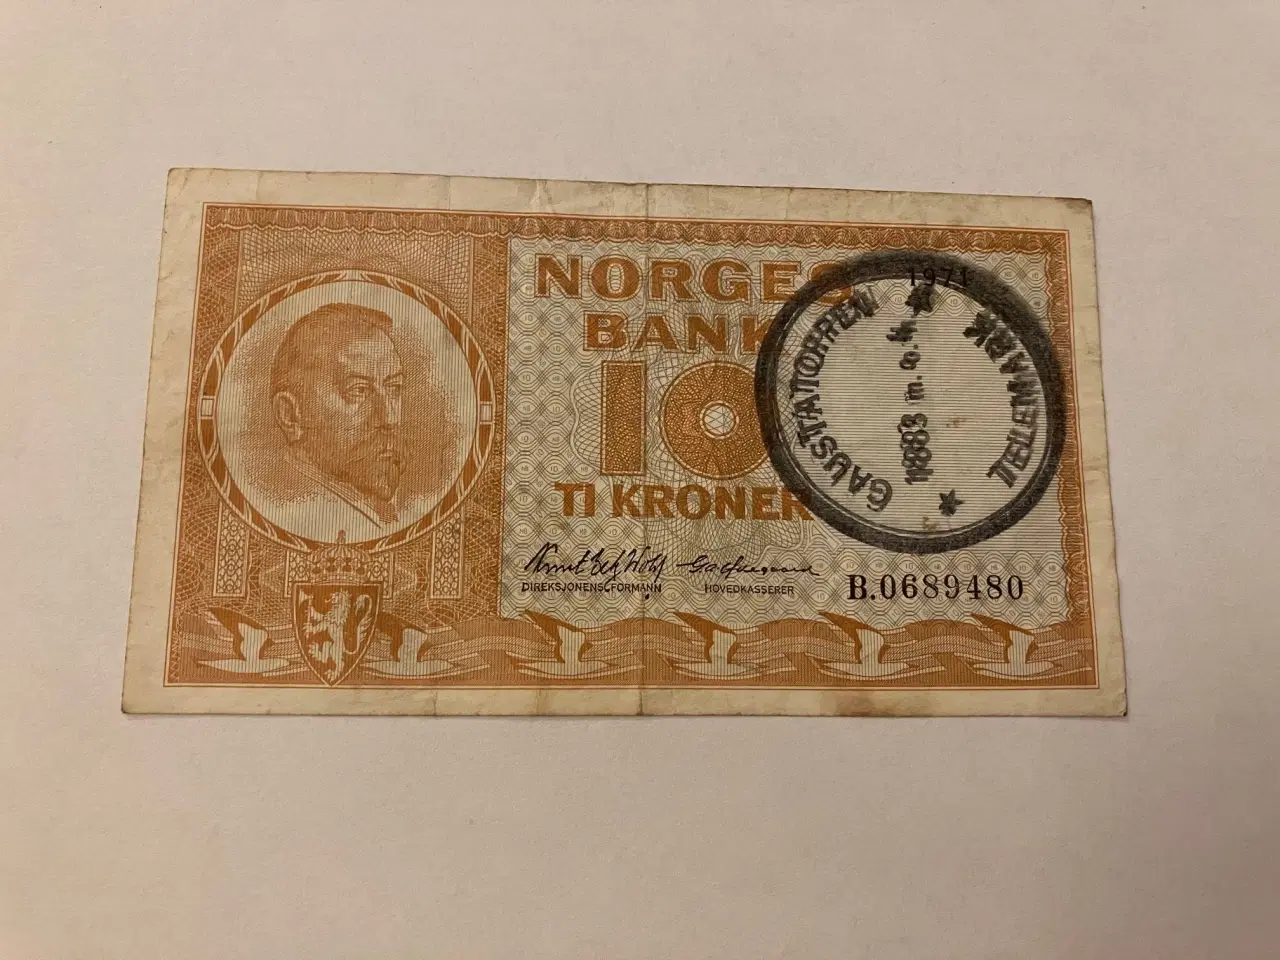 NORGES
BANK
1971
10
TI KRONER
GAUSTATOPPEN
1883 m.o.h.
TELEMARK
DIREKSJONENS FORMANN
HOVEDKASSERER
B.0689480